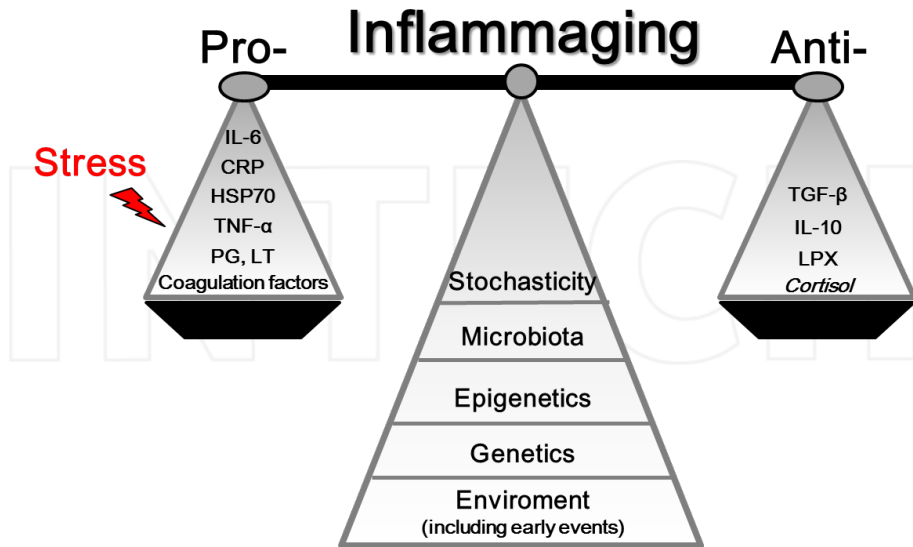 Inflammaging
Pro-
Anti-
Stress
IL-6
CRP
HSP70
TNF-α
PG, LT
Coagulation factors
TGF-β
IL-10
LPX
Cortisol
Stochasticity
Microbiota
Epigenetics
Genetics
Enviroment
(including early events)
INTECH